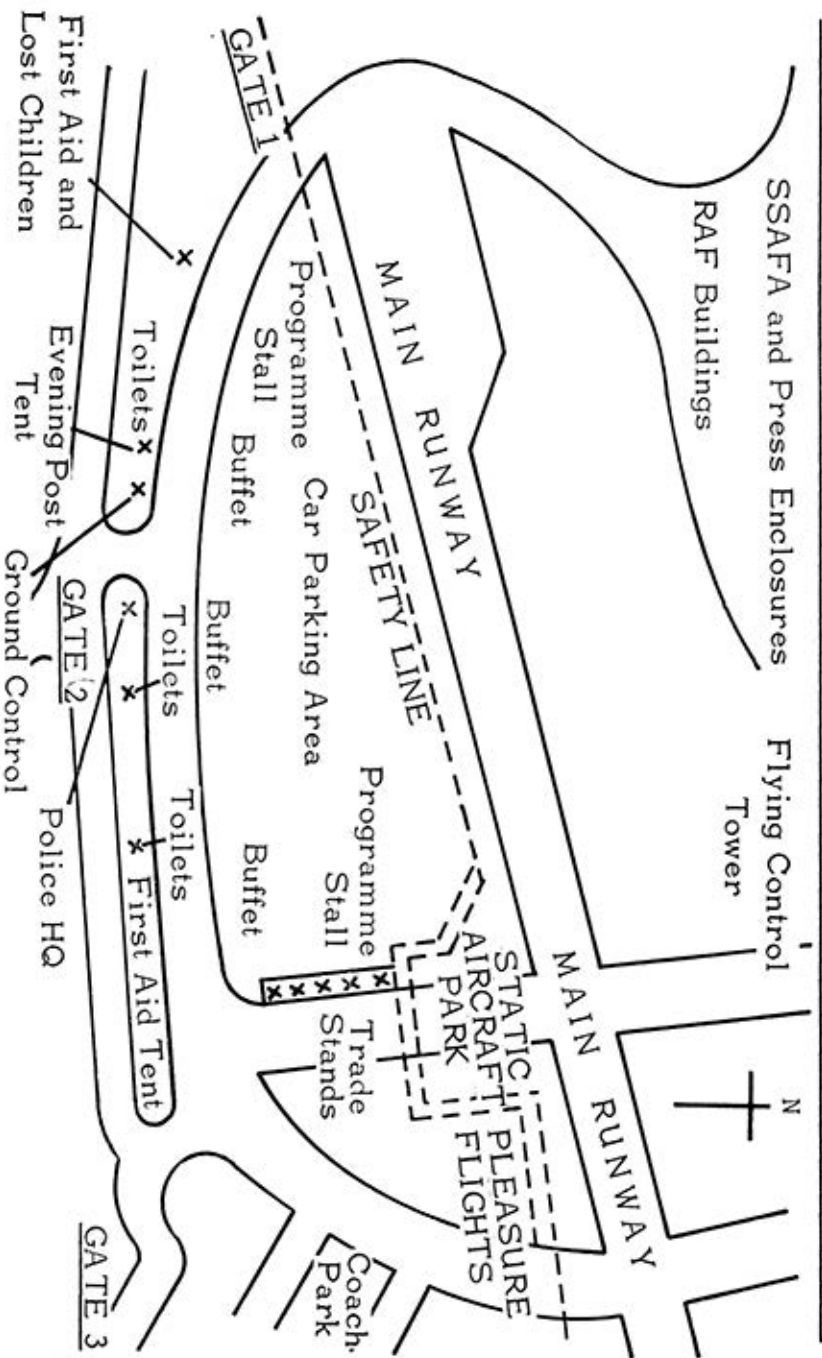 SSAFA and Press Enclosures
RAF Buildings
Flying Control
Tower
N
MAIN RUNWAY
MAIN RUNWAY
SAFETY LINE
GATE 1
Programme
Stall
Car Parking Area
Buffet
Buffet
Programme
Stall
Buffet
STATIC
AIRCRAFT
PARK
PLEASURE
FLIGHTS
Trade
Stands
Coach
Park
First Aid and
Lost Children
Toilets
Evening Post
Tent
Ground Control
GATE 2
Toilets
Police HQ
Toilets
First Aid Tent
GATE 3